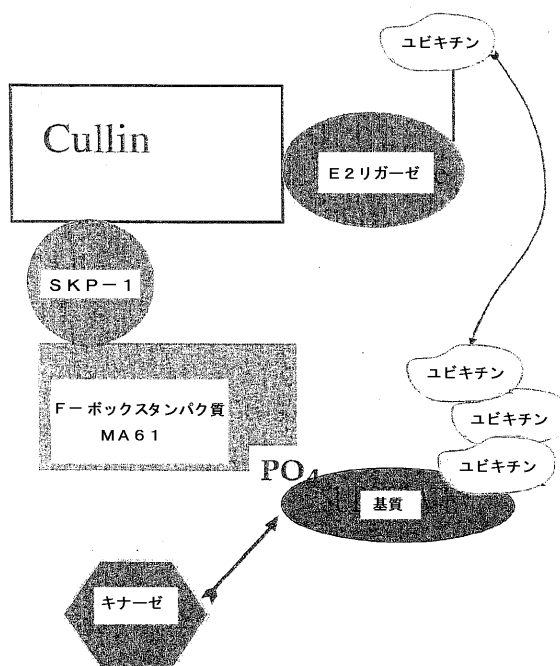 ユビキチン
Cullin
E2リガーゼ
SKP-1
ユビキチン
F-ボックスタンパク質
MA61
ユビキチン
ユビキチン
PO4
基質
キナーゼ